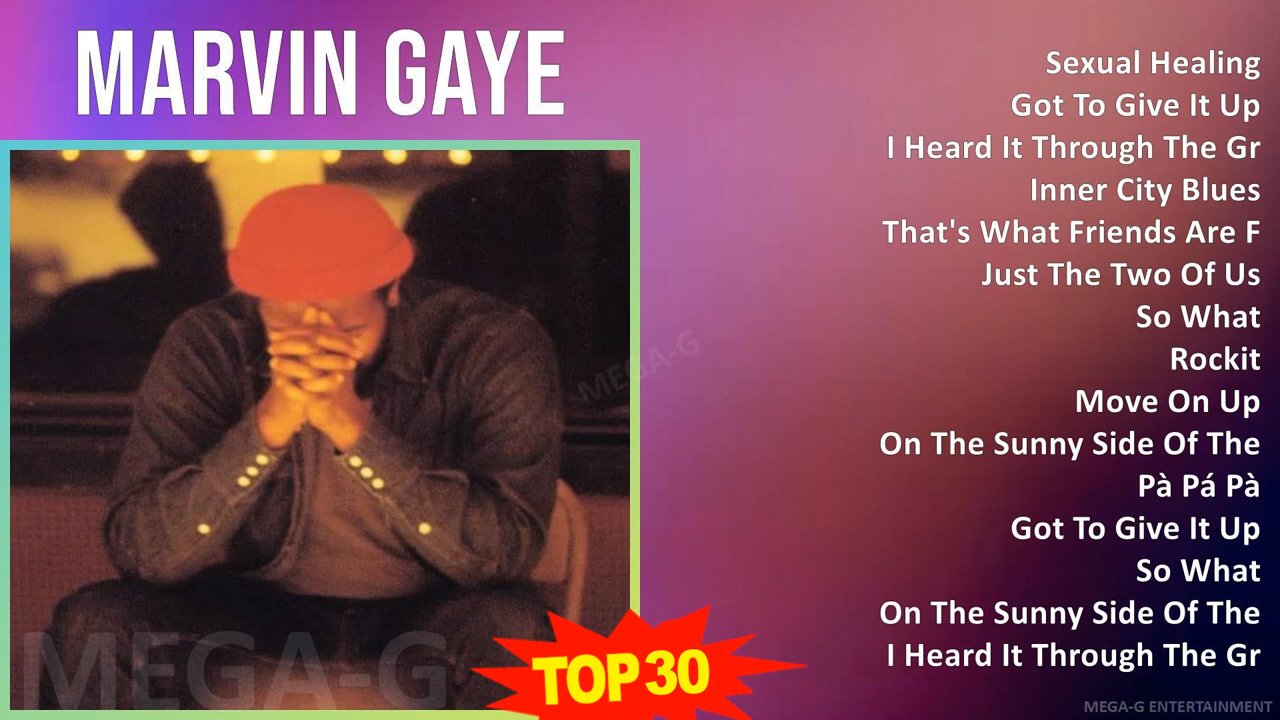 MARVIN GAYE
Sexual Healing
Got To Give It Up
I Heard It Through The Gr
Inner City Blues
That's What Friends Are F
Just The Two Of Us
So What
Rockit
Move On Up
On The Sunny Side Of The
Pà Pá Pà
Got To Give It Up
So What
On The Sunny Side Of The
I Heard It Through The Gr
MEGA-G
MEGA-G
TOP 30
MEGA-G ENTERTAINMENT